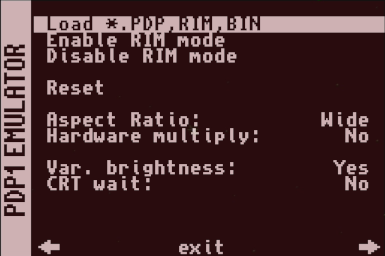 PDP1 EMULATOR
Load *.PDP,RIM,BIN
Enable RIM mode
Disable RIM mode
Reset
Aspect Ratio: Wide
Hardware multiply: No
Var. brightness: Yes
CRT wait: No
exit